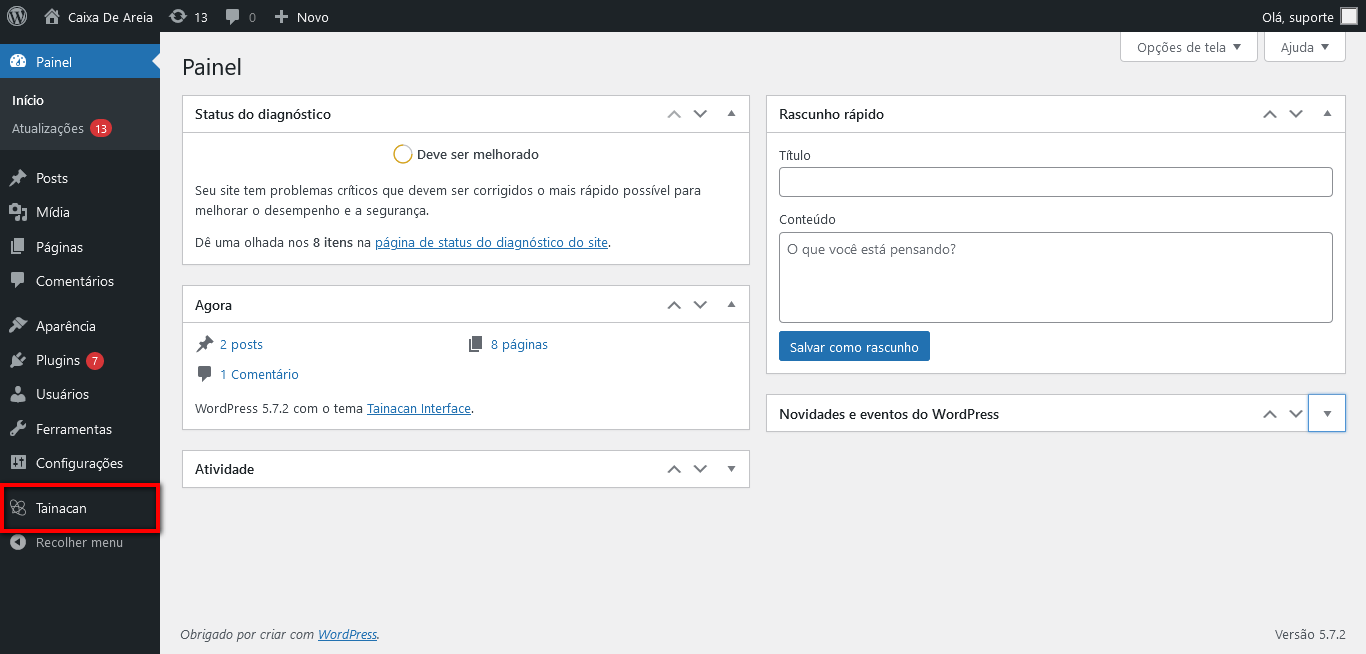 Caixa De Areia 13 0 Novo Olá, suporte
Painel
Início
Atualizações 13
Posts
Mídia
Páginas
Comentários
Aparência
Plugins 7
Usuários
Ferramentas
Configurações
Tainacan
Recolher menu
Opções de tela Ajuda
Painel
Status do diagnóstico
Deve ser melhorado
Seu site tem problemas críticos que devem ser corrigidos o mais rápido possível para
melhorar o desempenho e a segurança.
Dê uma olhada nos 8 itens na página de status do diagnóstico do site.
Agora
2 posts 8 páginas
1 Comentário
WordPress 5.7.2 com o tema Tainacan Interface.
Atividade
Rascunho rápido
Título
Conteúdo
O que você está pensando?
Salvar como rascunho
Novidades e eventos do WordPress
Obrigado por criar com WordPress. Versão 5.7.2